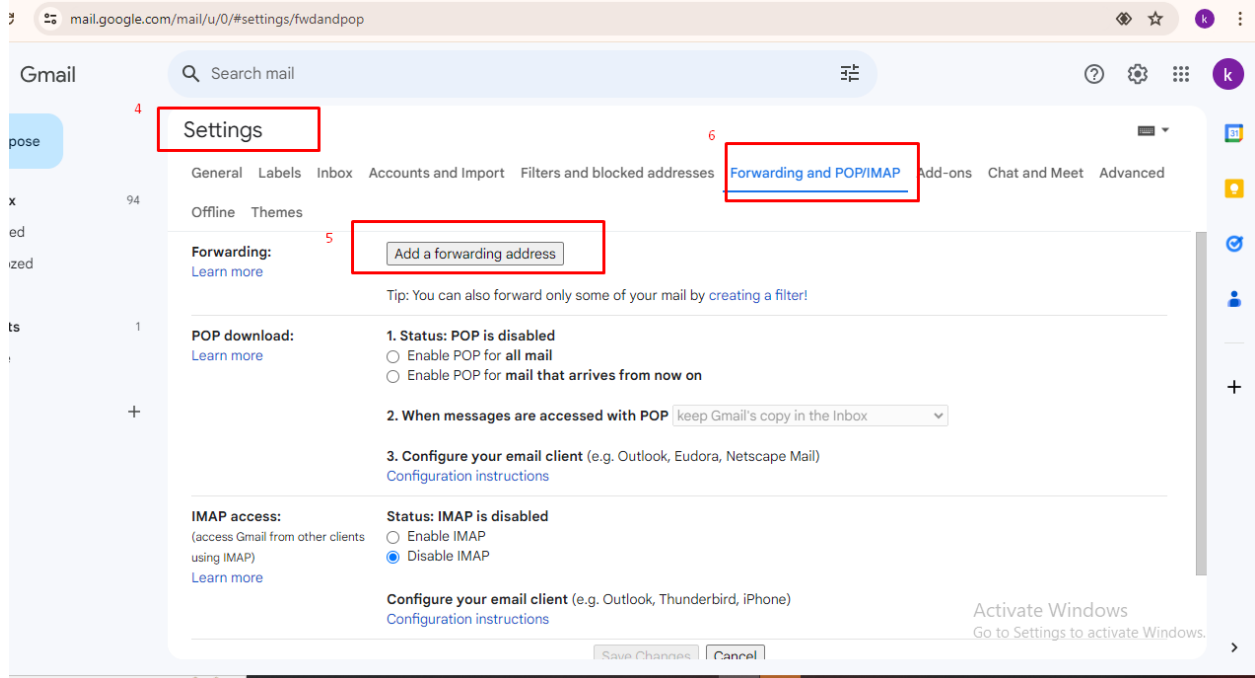 mail.google.com/mail/u/0/#settings/fwdandpop
k
Gmail
Search mail
k
4
pose
Settings
6
31
General Labels Inbox Accounts and Import Filters and blocked addresses Forwarding and POP/IMAP Add-ons Chat and Meet Advanced
x 94
Offline Themes
ed
5
zed
Forwarding:
Add a forwarding address
Learn more
Tip: You can also forward only some of your mail by creating a filter!
ts 1
POP download:
1. Status: POP is disabled
Learn more
Enable POP for all mail
Enable POP for mail that arrives from now on
2. When messages are accessed with POP keep Gmail's copy in the Inbox
3. Configure your email client (e.g. Outlook, Eudora, Netscape Mail)
Configuration instructions
IMAP access:
Status: IMAP is disabled
(access Gmail from other clients
using IMAP)
Enable IMAP
Disable IMAP
Learn more
Configure your email client (e.g. Outlook, Thunderbird, iPhone)
Configuration instructions
Activate Windows
Go to Settings to activate Windows.
Save Changes Cancel